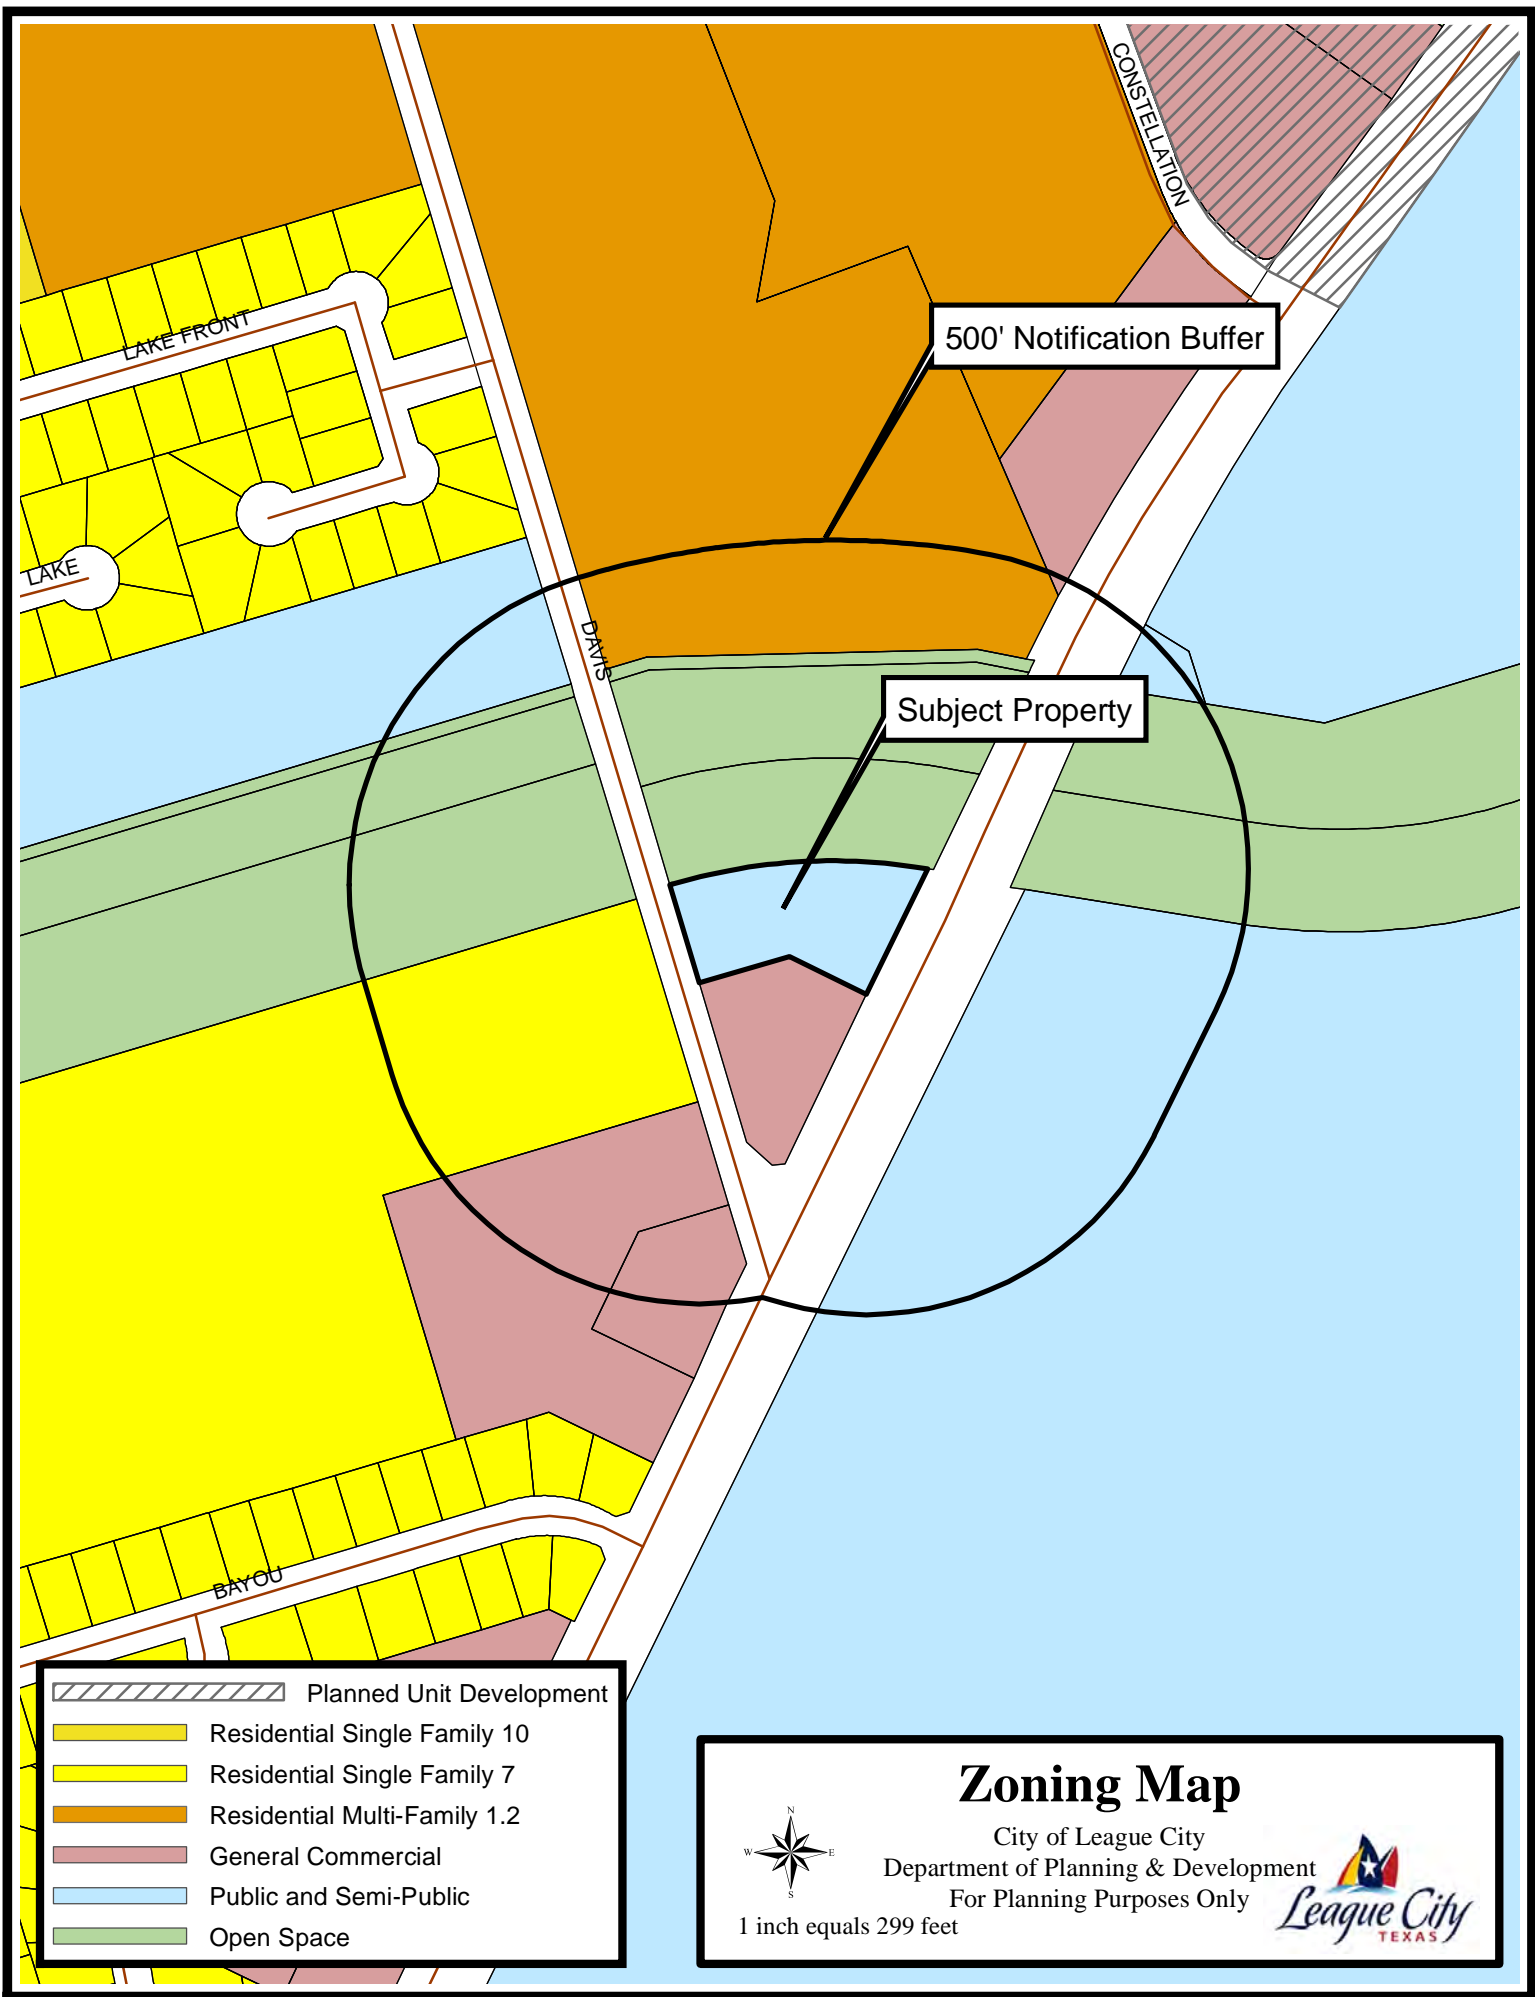 CONSTELLATION
500' Notification Buffer
LAKE FRONT
LAKE
DAVIS
Subject Property
BAYOU
Planned Unit Development
Residential Single Family 10
Residential Single Family 7
Residential Multi-Family 1.2
General Commercial
Public and Semi-Public
Open Space
Zoning Map
City of League City
Department of Planning & Development
For Planning Purposes Only
1 inch equals 299 feet
N
W E
S
League City
TEXAS